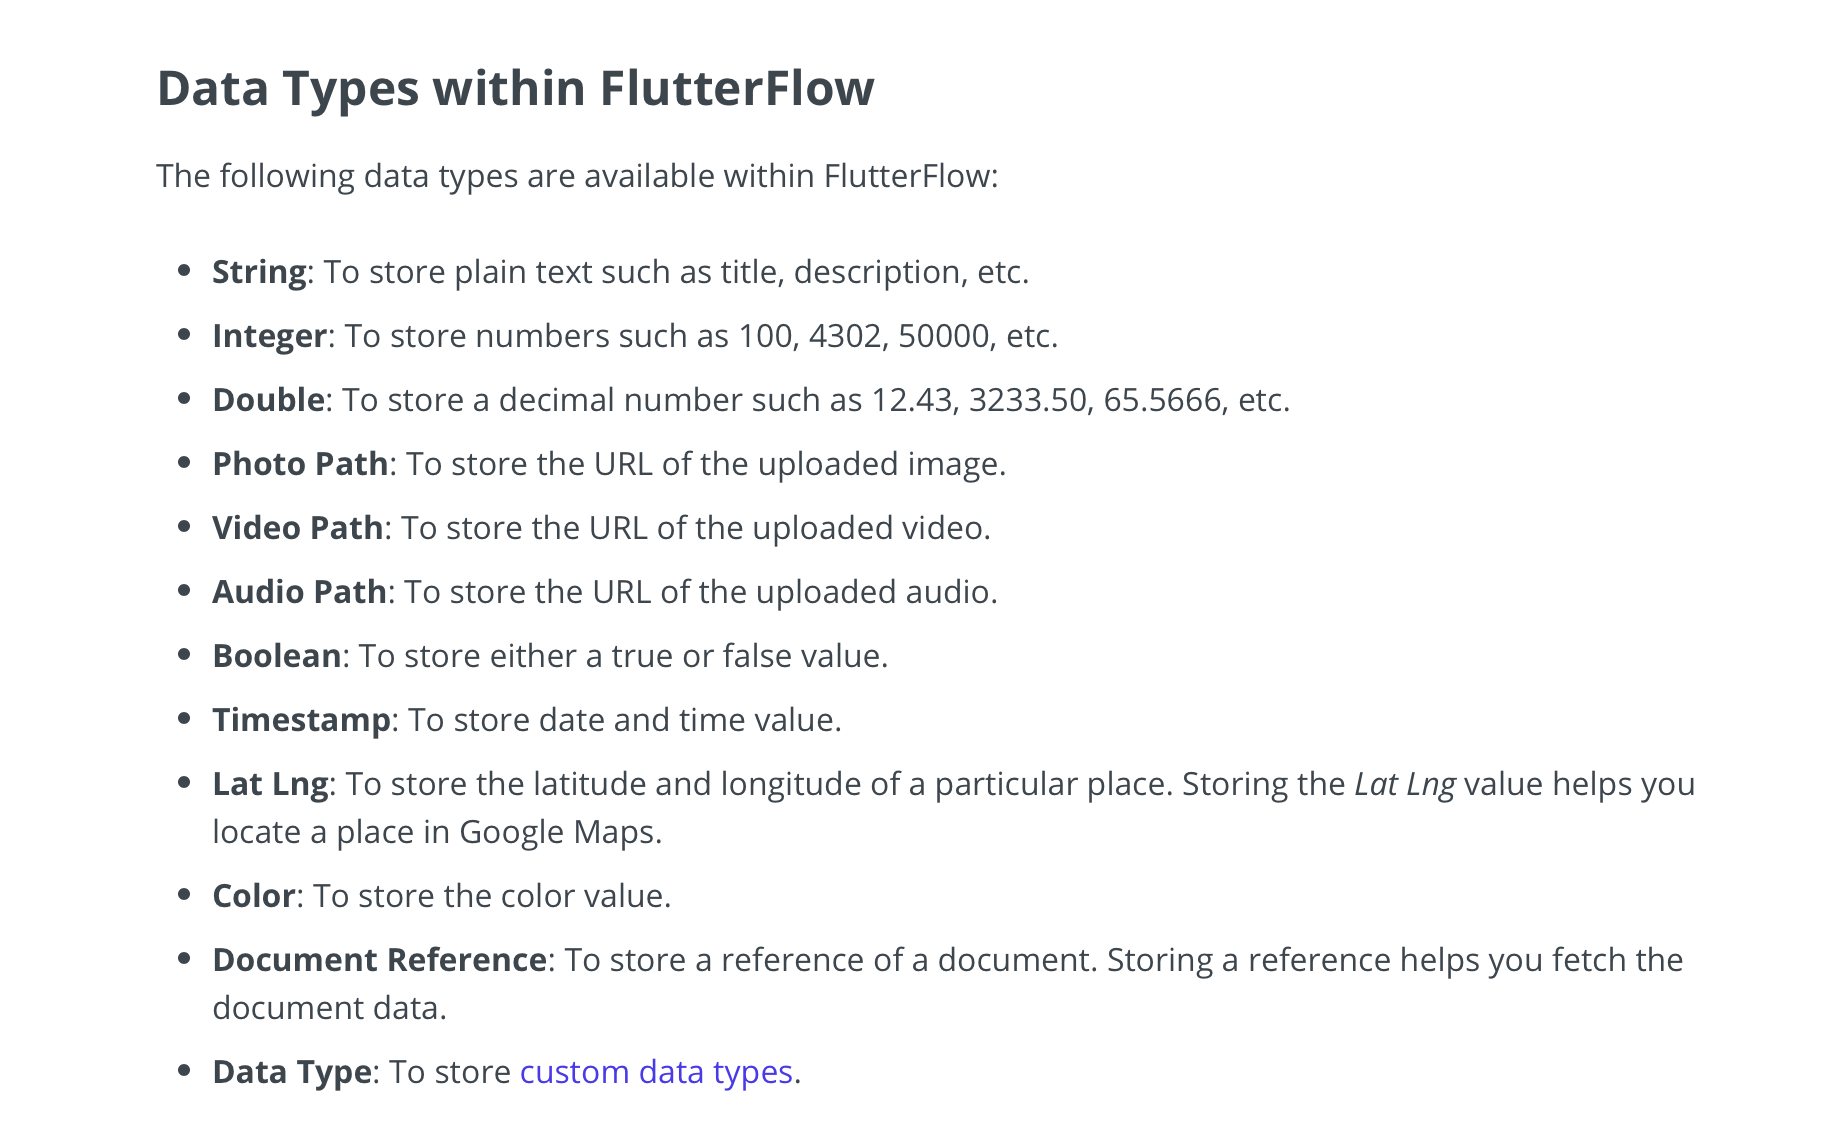 Data Types within FlutterFlow
The following data types are available within FlutterFlow:
• String: To store plain text such as title, description, etc.
• Integer: To store numbers such as 100, 4302, 50000, etc.
• Double: To store a decimal number such as 12.43, 3233.50, 65.5666, etc.
• Photo Path: To store the URL of the uploaded image.
• Video Path: To store the URL of the uploaded video.
• Audio Path: To store the URL of the uploaded audio.
• Boolean: To store either a true or false value.
• Timestamp: To store date and time value.
• Lat Lng: To store the latitude and longitude of a particular place. Storing the Lat Lng value helps you
locate a place in Google Maps.
• Color: To store the color value.
• Document Reference: To store a reference of a document. Storing a reference helps you fetch the
document data.
• Data Type: To store custom data types.